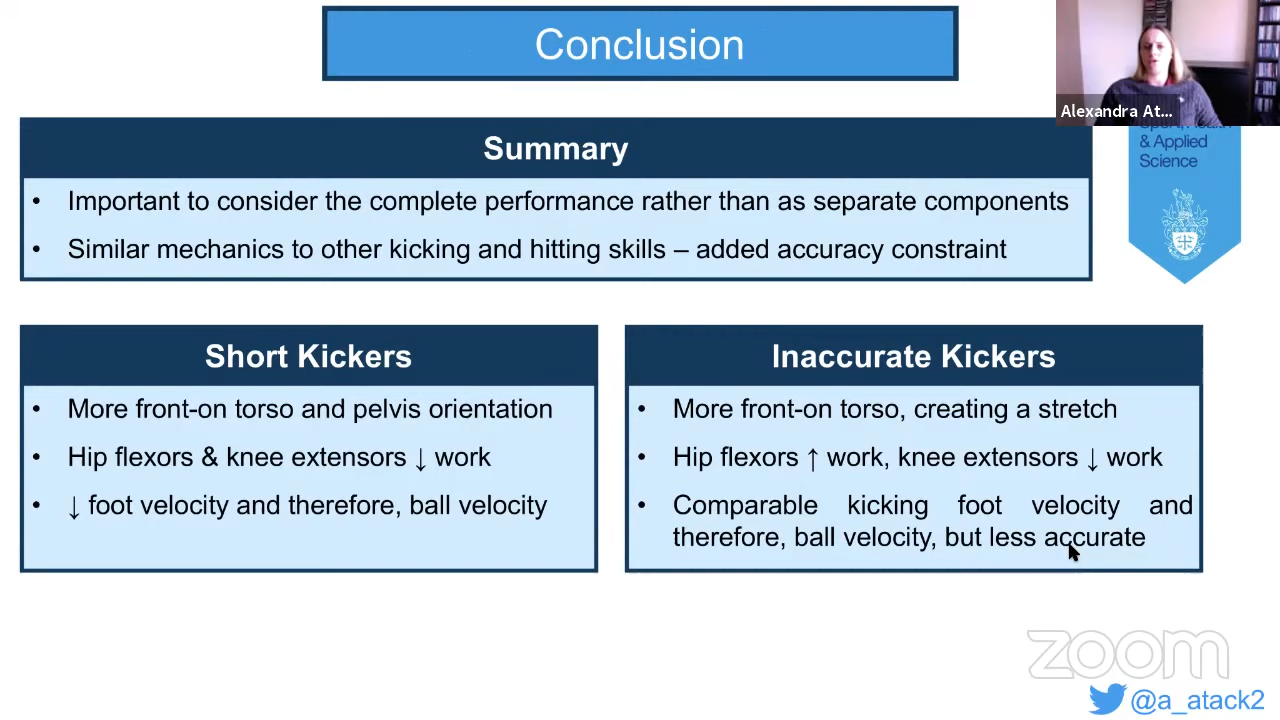 Conclusion
Alexandra At...
& Applied
Science
Summary
• Important to consider the complete performance rather than as separate components
• Similar mechanics to other kicking and hitting skills – added accuracy constraint
Short Kickers
• More front-on torso and pelvis orientation
• Hip flexors & knee extensors ↓ work
• ↓ foot velocity and therefore, ball velocity
Inaccurate Kickers
• More front-on torso, creating a stretch
• Hip flexors ↑ work, knee extensors ↓ work
• Comparable kicking foot velocity and
therefore, ball velocity, but less accurate
zoom
@a_atack2